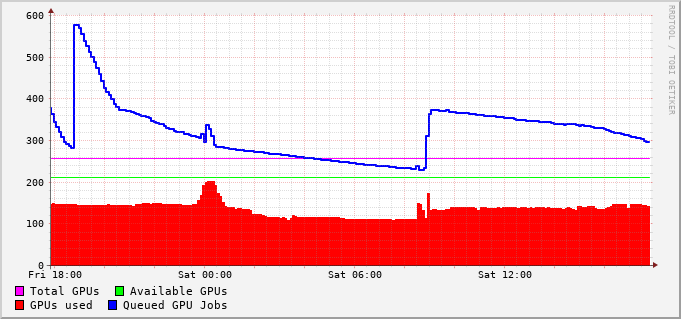 600
500
400
300
200
100
0
Fri 18:00 Sat 00:00 Sat 06:00 Sat 12:00
Total GPUs Available GPUs
GPUs used Queued GPU Jobs
RRDTOOL / TOBI OETIKER